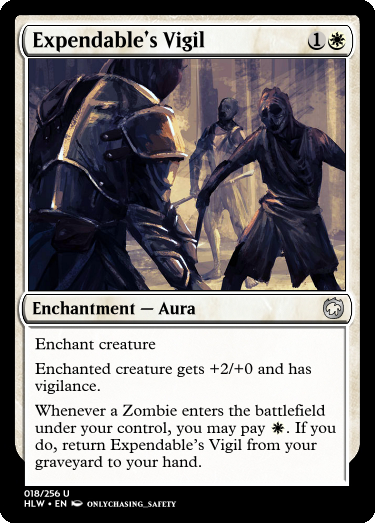 Expendable's Vigil 1
Enchantment — Aura
Enchant creature
Enchanted creature gets +2/+0 and has
vigilance.
Whenever a Zombie enters the battlefield
under your control, you may pay . If you
do, return Expendable's Vigil from your
graveyard to your hand.
018/256 U
HLW • EN ONLYCHASING_SAFETY